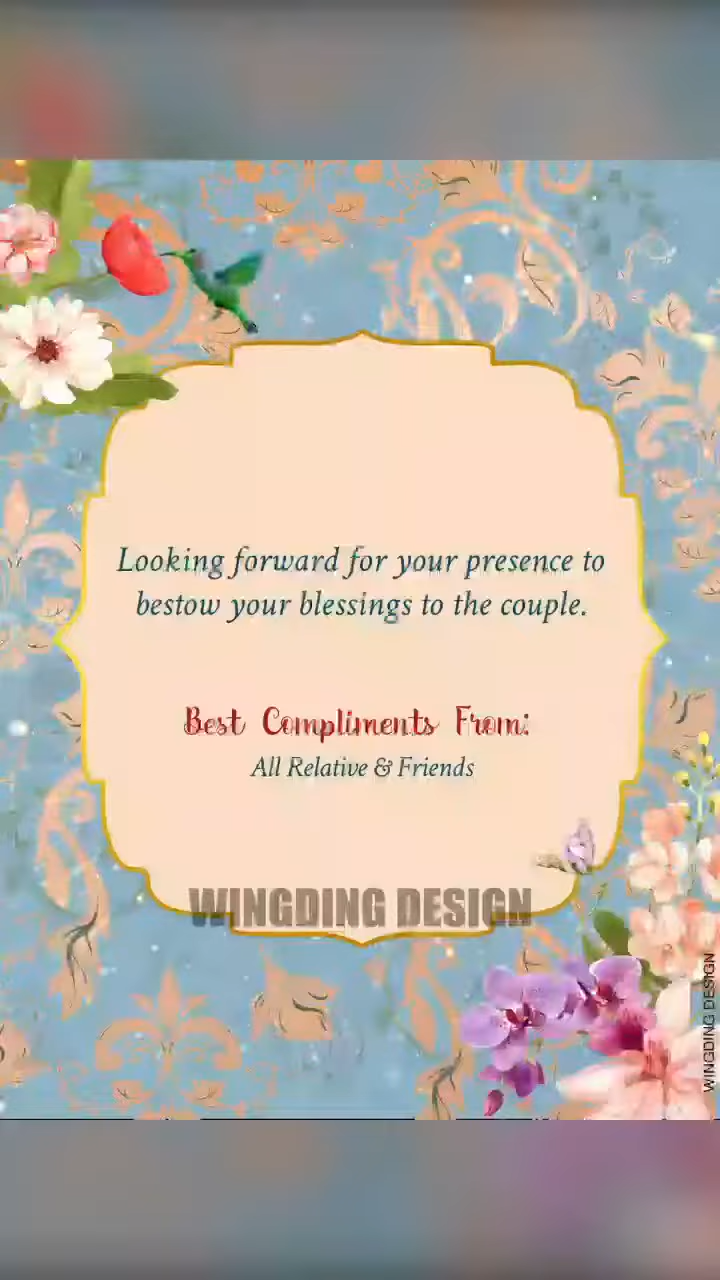 Looking forward for your presence to
bestow your blessings to the couple.
Best Compliments From:
All Relative & Friends
WINGDING DESIGN
WINGDING DESIGN